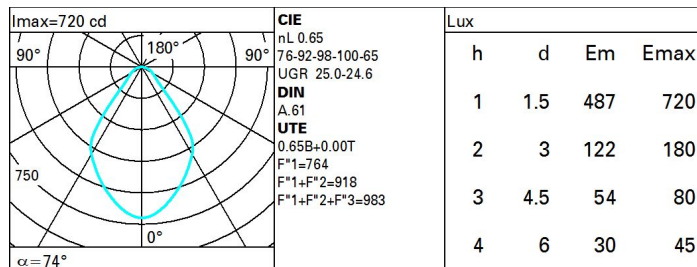 Imax=720 cd
90° 180° 90°
750
0°
α=74°
CIE
nL 0.65
76-92-98-100-65
UGR 25.0-24.6
DIN
A.61
UTE
0.65B+0.00T
F"1=764
F"1+F"2=918
F"1+F"2+F"3=983
Lux
h d Em Emax
1 1.5 487 720
2 3 122 180
3 4.5 54 80
4 6 30 45